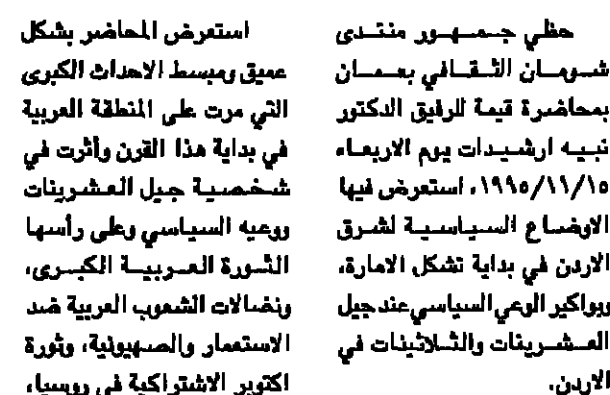 حظي جمهور منتدى
شومان الثقافي بعمان
بمحاضرة قيمة للرفيق الدكتور
نبيه ارشيدات يوم الاربعاء
١٩٩٥/١١/١٥، استعرض فيها
الاوضاع السياسية لشرق
الاردن في بداية تشكل الامارة،
وبواكير الوعي السياسي عند جيل
العشرينات والثلاثينات في
الاردن.
استعرض المحاضر بشكل
عميق ومبسط الاحداث الكبرى
التي مرت على المنطقة العربية
في بداية هذا القرن وأثرت في
شخصية جيل العشرينات
ووعيه السياسي وعلى رأسها
الثورة العربية الكبرى،
ونضالات الشعوب العربية ضد
الاستعمار والصهيونية، وثورة
اكتوبر الاشتراكية في روسيا،